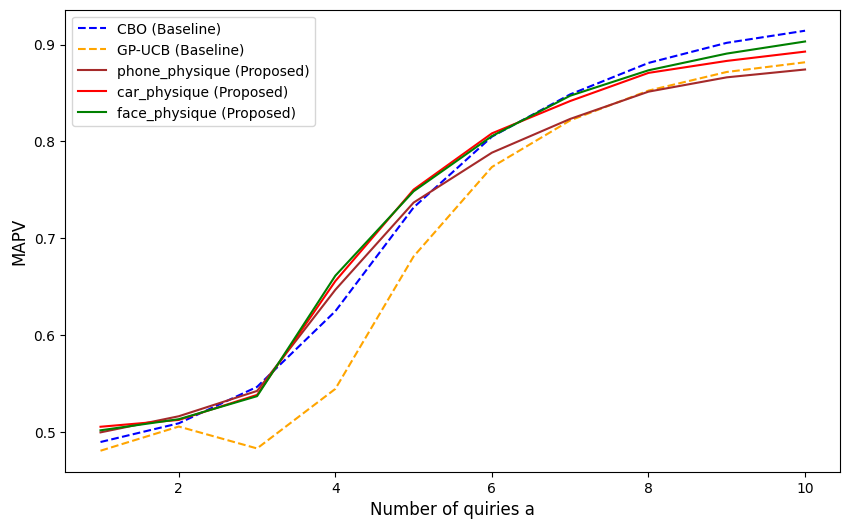 CBO (Baseline)
GP-UCB (Baseline)
phone_physique (Proposed)
car_physique (Proposed)
face_physique (Proposed)
0.9
0.8
0.7
0.6
0.5
MAPV
2 4 6 8 10
Number of quiries a